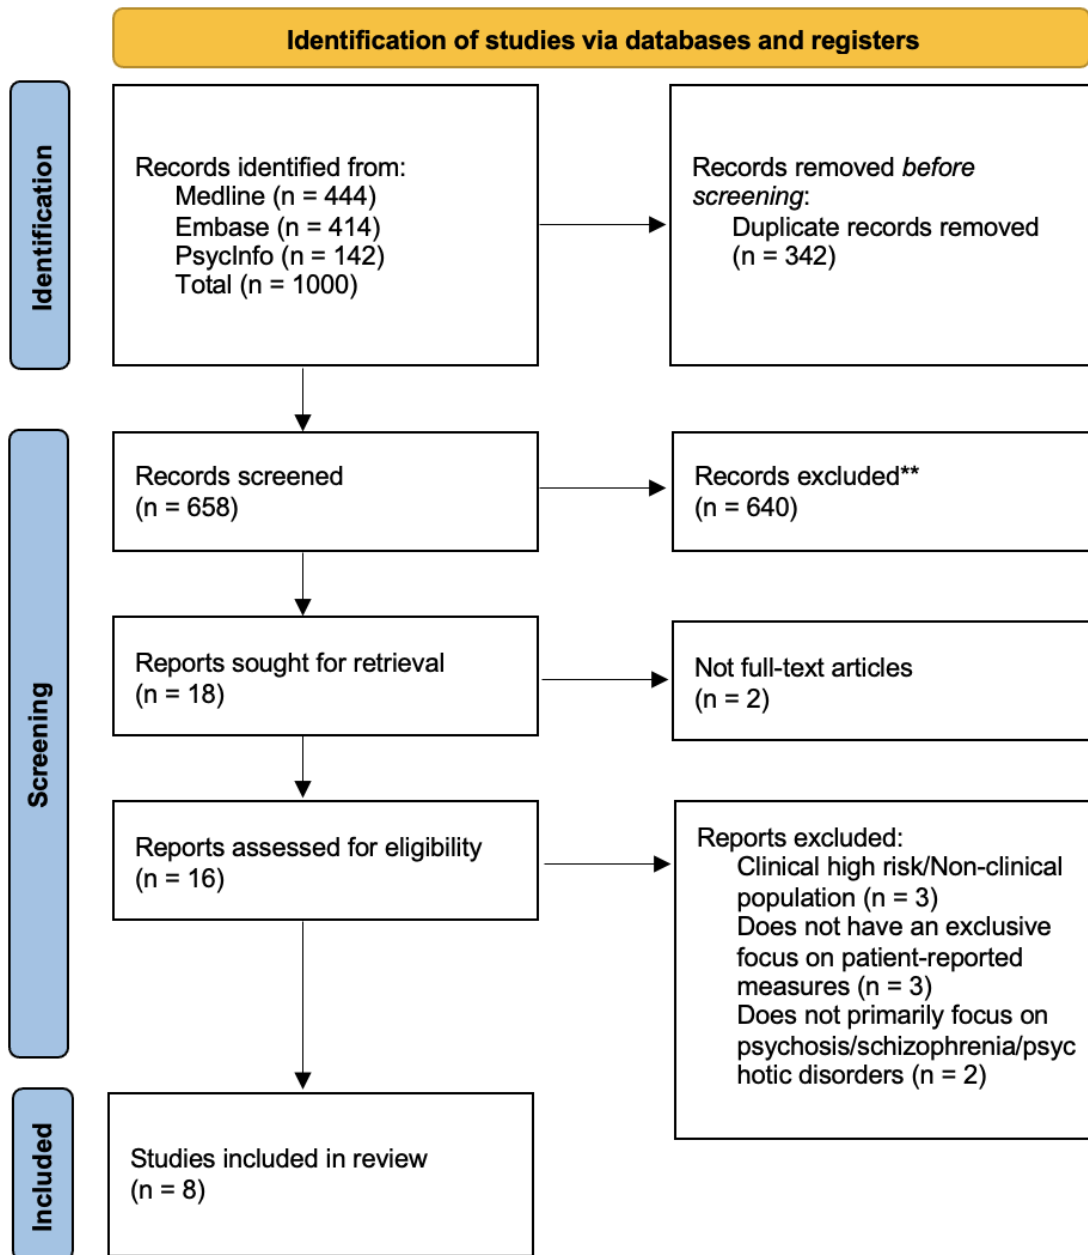 Identification of studies via databases and registers
Identification
Records identified from:
Medline (n = 444)
Embase (n = 414)
PsycInfo (n = 142)
Total (n = 1000)
Records removed before
screening:
Duplicate records removed
(n = 342)
Screening
Records screened
(n = 658)
Records excluded**
(n = 640)
Reports sought for retrieval
(n = 18)
Not full-text articles
(n = 2)
Reports assessed for eligibility
(n = 16)
Reports excluded:
Clinical high risk/Non-clinical
population (n = 3)
Does not have an exclusive
focus on patient-reported
measures (n = 3)
Does not primarily focus on
psychosis/schizophrenia/psyc
hotic disorders (n = 2)
Included
Studies included in review
(n = 8)